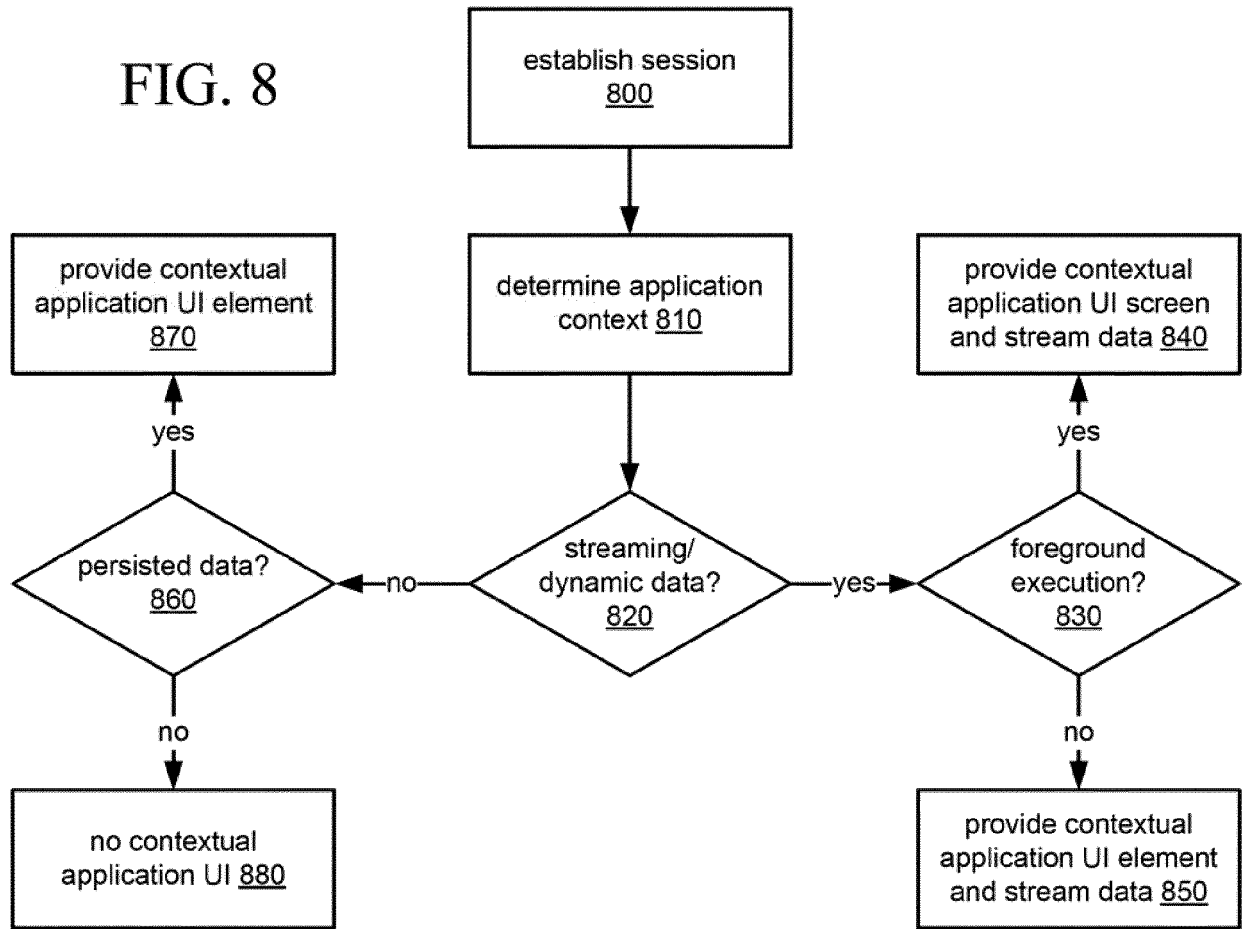 FIG. 8
establish session
800
determine application
context 810
streaming/
dynamic data?
820
yes
foreground
execution?
830
yes
provide contextual
application UI screen
and stream data 840
no
provide contextual
application UI element
and stream data 850
no
persisted data?
860
yes
provide contextual
application UI element
870
no
no contextual
application UI 880